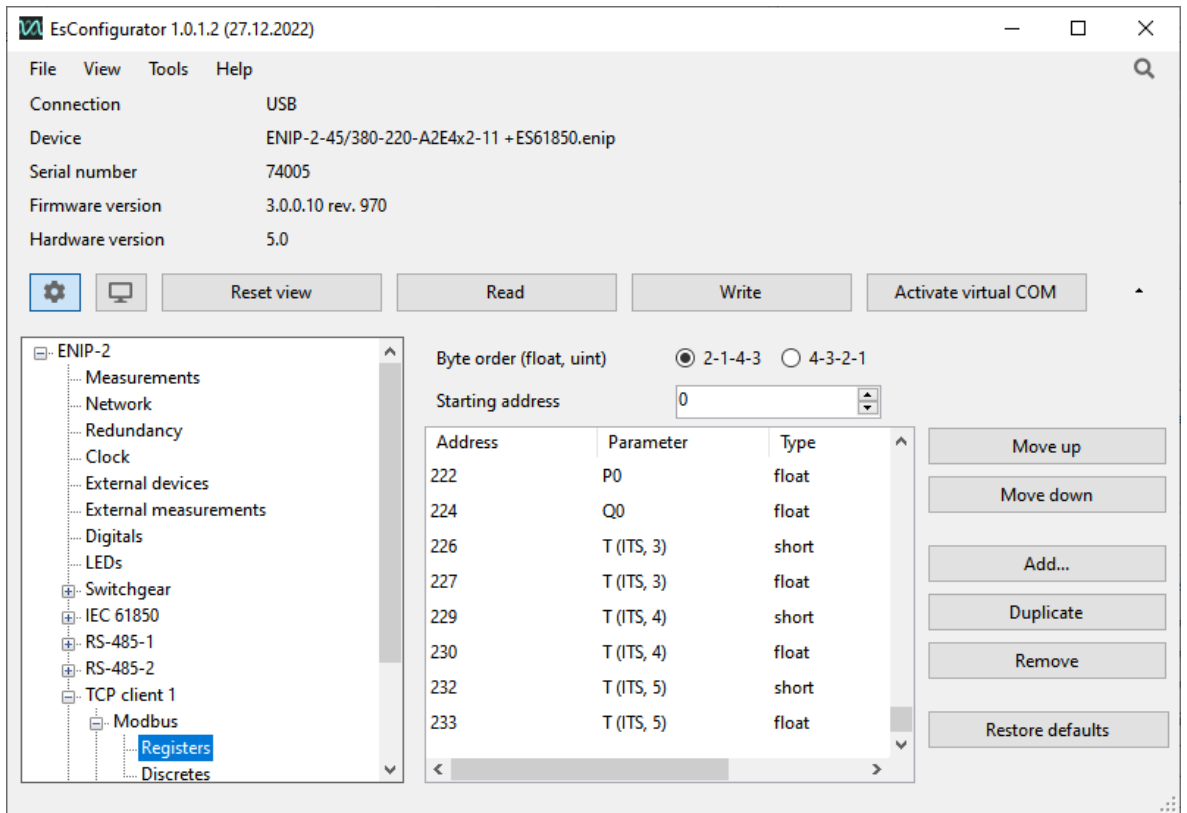 EsConfigurator 1.0.1.2 (27.12.2022)
File View Tools Help
Connection USB
Device ENIP-2-45/380-220-A2E4x2-11 +ES61850.enip
Serial number 74005
Firmware version 3.0.0.10 rev. 970
Hardware version 5.0
Reset view Read Write Activate virtual COM
ENIP-2
Measurements
Network
Redundancy
Clock
External devices
External measurements
Digitals
LEDs
Switchgear
IEC 61850
RS-485-1
RS-485-2
TCP client 1
Modbus
Registers
Discretes
Byte order (float, uint) 2-1-4-3 4-3-2-1
Starting address 0
Address Parameter Type
222 P0 float
224 Q0 float
226 T (ITS, 3) short
227 T (ITS, 3) float
229 T (ITS, 4) short
230 T (ITS, 4) float
232 T (ITS, 5) short
233 T (ITS, 5) float
Move up
Move down
Add...
Duplicate
Remove
Restore defaults